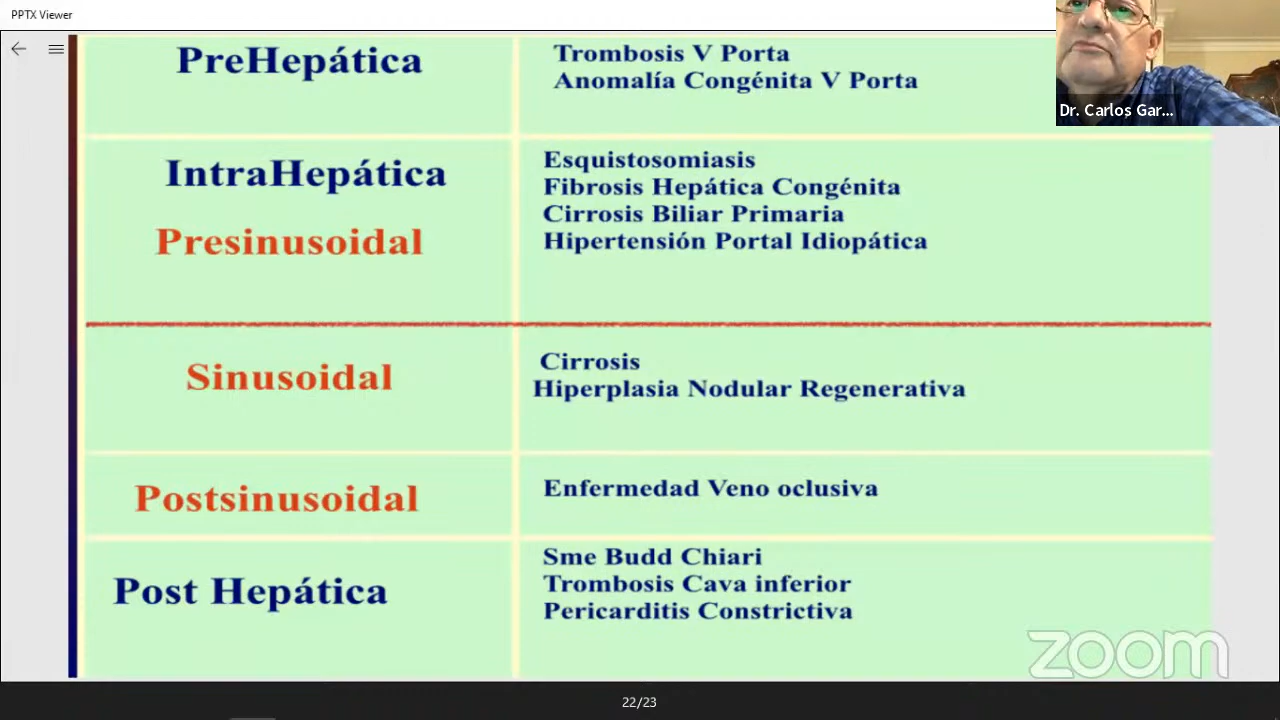 PPTX Viewer
Dr. Carlos Gar...
PreHepática
Trombosis V Porta
Anomalía Congénita V Porta
IntraHepática
Presinusoidal
Esquistosomiasis
Fibrosis Hepática Congénita
Cirrosis Biliar Primaria
Hipertensión Portal Idiopática
Sinusoidal
Cirrosis
Hiperplasia Nodular Regenerativa
Postsinusoidal
Enfermedad Veno oclusiva
Post Hepática
Sme Budd Chiari
Trombosis Cava inferior
Pericarditis Constrictiva
zoom
22/23